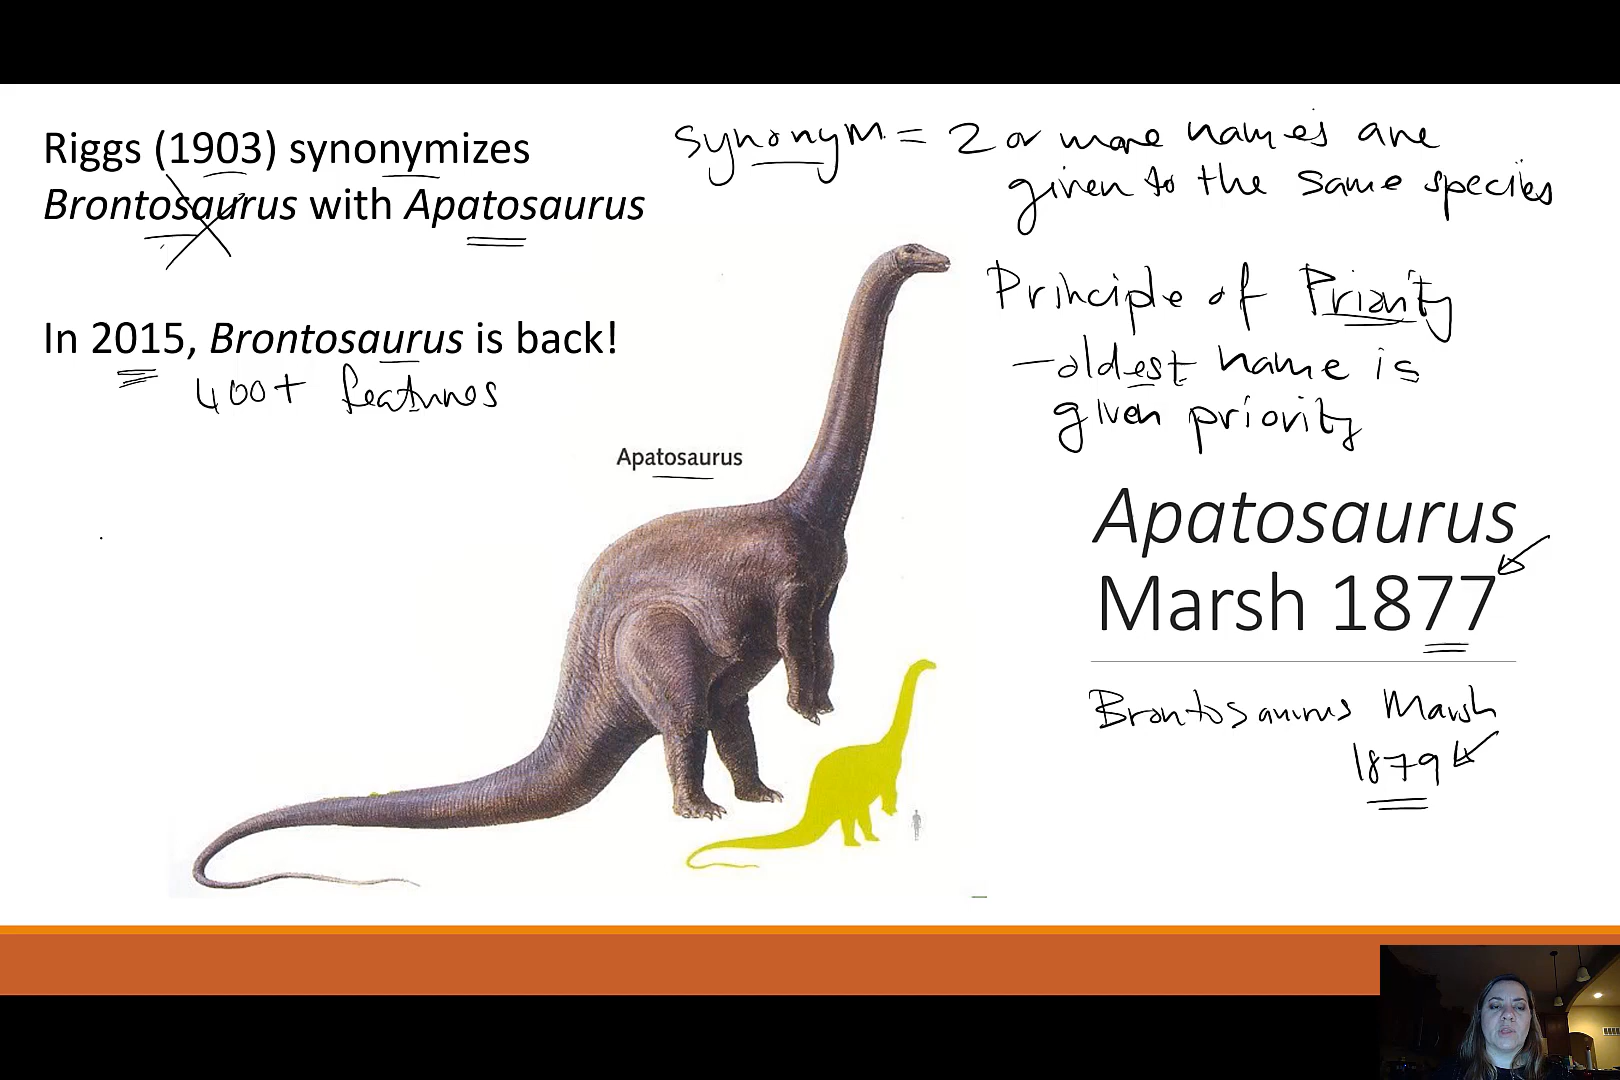 Riggs (1903) synonymizes
Brontosaurus with Apatosaurus
In 2015, Brontosaurus is back!
400+ features
synonym = 2 or more names are
given to the same species
Principle of Priority
- oldest name is
given priority
Apatosaurus
Apatosaurus
Marsh 1877
Brontosaurus Marsh
1879